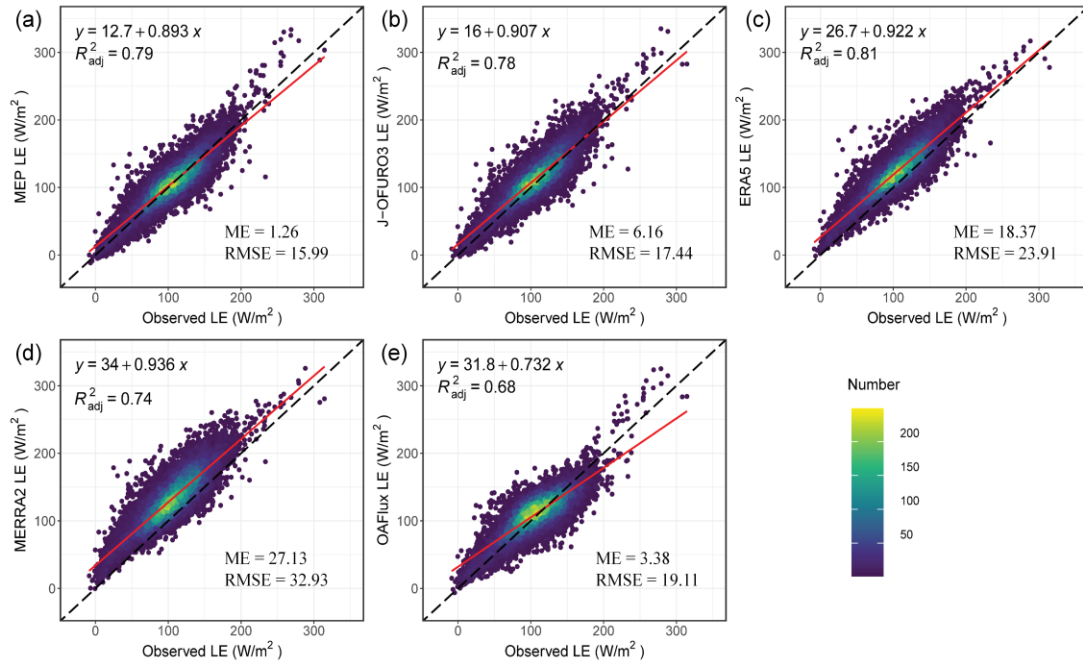 (a)
y = 12.7 + 0.893 x
R²adj = 0.79
MEP LE (W/m²)
300
200
100
0
ME = 1.26
RMSE = 15.99
0 100 200 300
Observed LE (W/m²)
(b)
y = 16 + 0.907 x
R²adj = 0.78
J-OFURO3 LE (W/m²)
300
200
100
0
ME = 6.16
RMSE = 17.44
0 100 200 300
Observed LE (W/m²)
(c)
y = 26.7 + 0.922 x
R²adj = 0.81
ERA5 LE (W/m²)
300
200
100
0
ME = 18.37
RMSE = 23.91
0 100 200 300
Observed LE (W/m²)
(d)
y = 34 + 0.936 x
R²adj = 0.74
MERRA2 LE (W/m²)
300
200
100
0
ME = 27.13
RMSE = 32.93
0 100 200 300
Observed LE (W/m²)
(e)
y = 31.8 + 0.732 x
R²adj = 0.68
OAFlux LE (W/m²)
300
200
100
0
ME = 3.38
RMSE = 19.11
0 100 200 300
Observed LE (W/m²)
Number
200
150
100
50